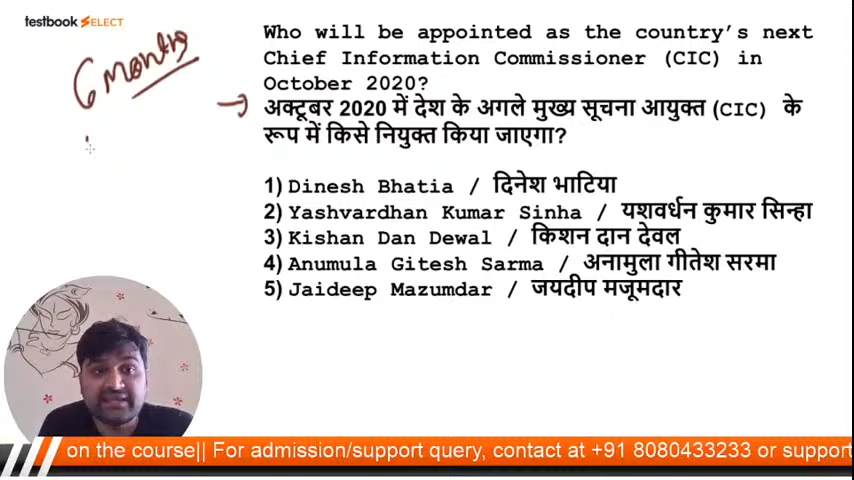 testbook SELECT
6 months
Who will be appointed as the country's next
Chief Information Commissioner (CIC) in
October 2020?
अक्टूबर 2020 में देश के अगले मुख्य सूचना आयुक्त (CIC) के
रूप में किसे नियुक्त किया जाएगा?
1) Dinesh Bhatia / दिनेश भाटिया
2) Yashvardhan Kumar Sinha / यशवर्धन कुमार सिन्हा
3) Kishan Dan Dewal / किशन दान देवल
4) Anumula Gitesh Sarma / अनामुला गीतेश सरमा
5) Jaideep Mazumdar / जयदीप मजूमदार
on the course|| For admission/support query, contact at +91 8080433233 or support